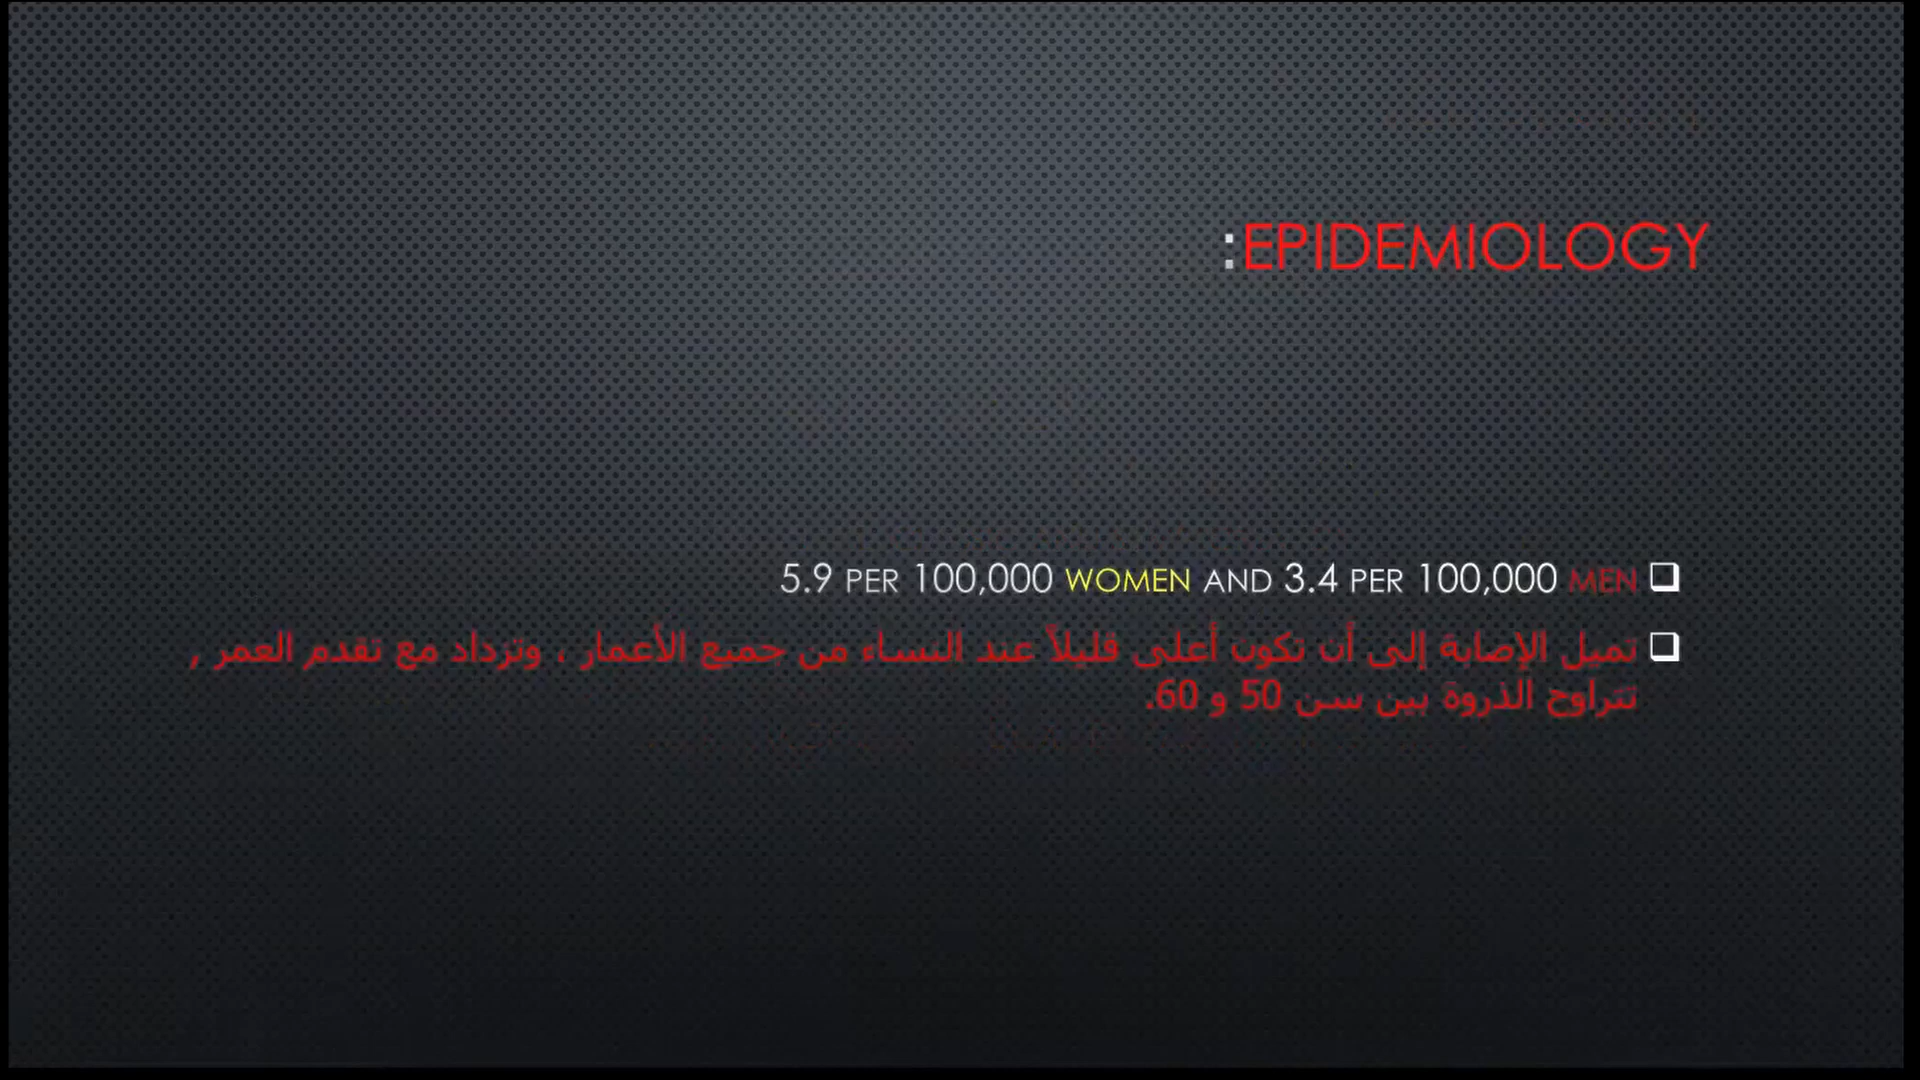 EPIDEMIOLOGY:
5.9 PER 100,000 WOMEN AND 3.4 PER 100,000 MEN
تميل الإصابة إلى أن تكون أعلى قليلاً عند النساء من جميع الأعمار ، وتزداد مع تقدم العمر ,
تتراوح الذروة بين سن 50 و 60.